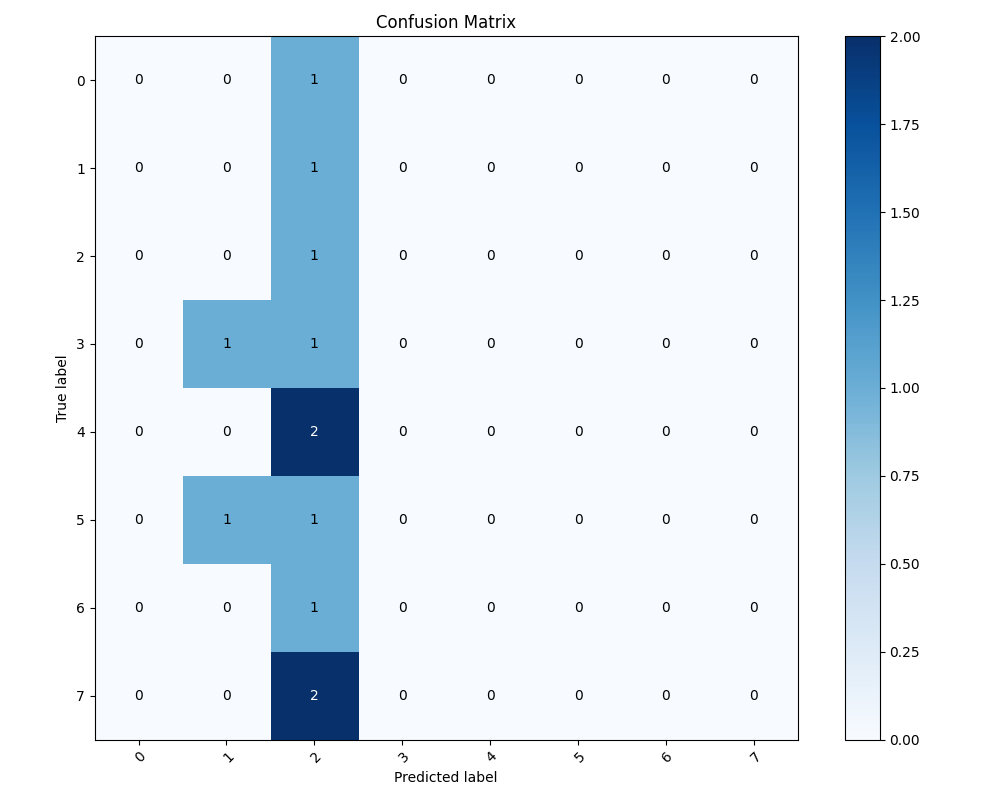 Confusion Matrix
True label
0 0 0 1 0 0 0 0 0
1 0 0 1 0 0 0 0 0
2 0 0 1 0 0 0 0 0
3 0 1 1 0 0 0 0 0
4 0 0 2 0 0 0 0 0
5 0 1 1 0 0 0 0 0
6 0 0 1 0 0 0 0 0
7 0 0 2 0 0 0 0 0
0 1 2 3 4 5 6 7
Predicted label
2.00
1.75
1.50
1.25
1.00
0.75
0.50
0.25
0.00